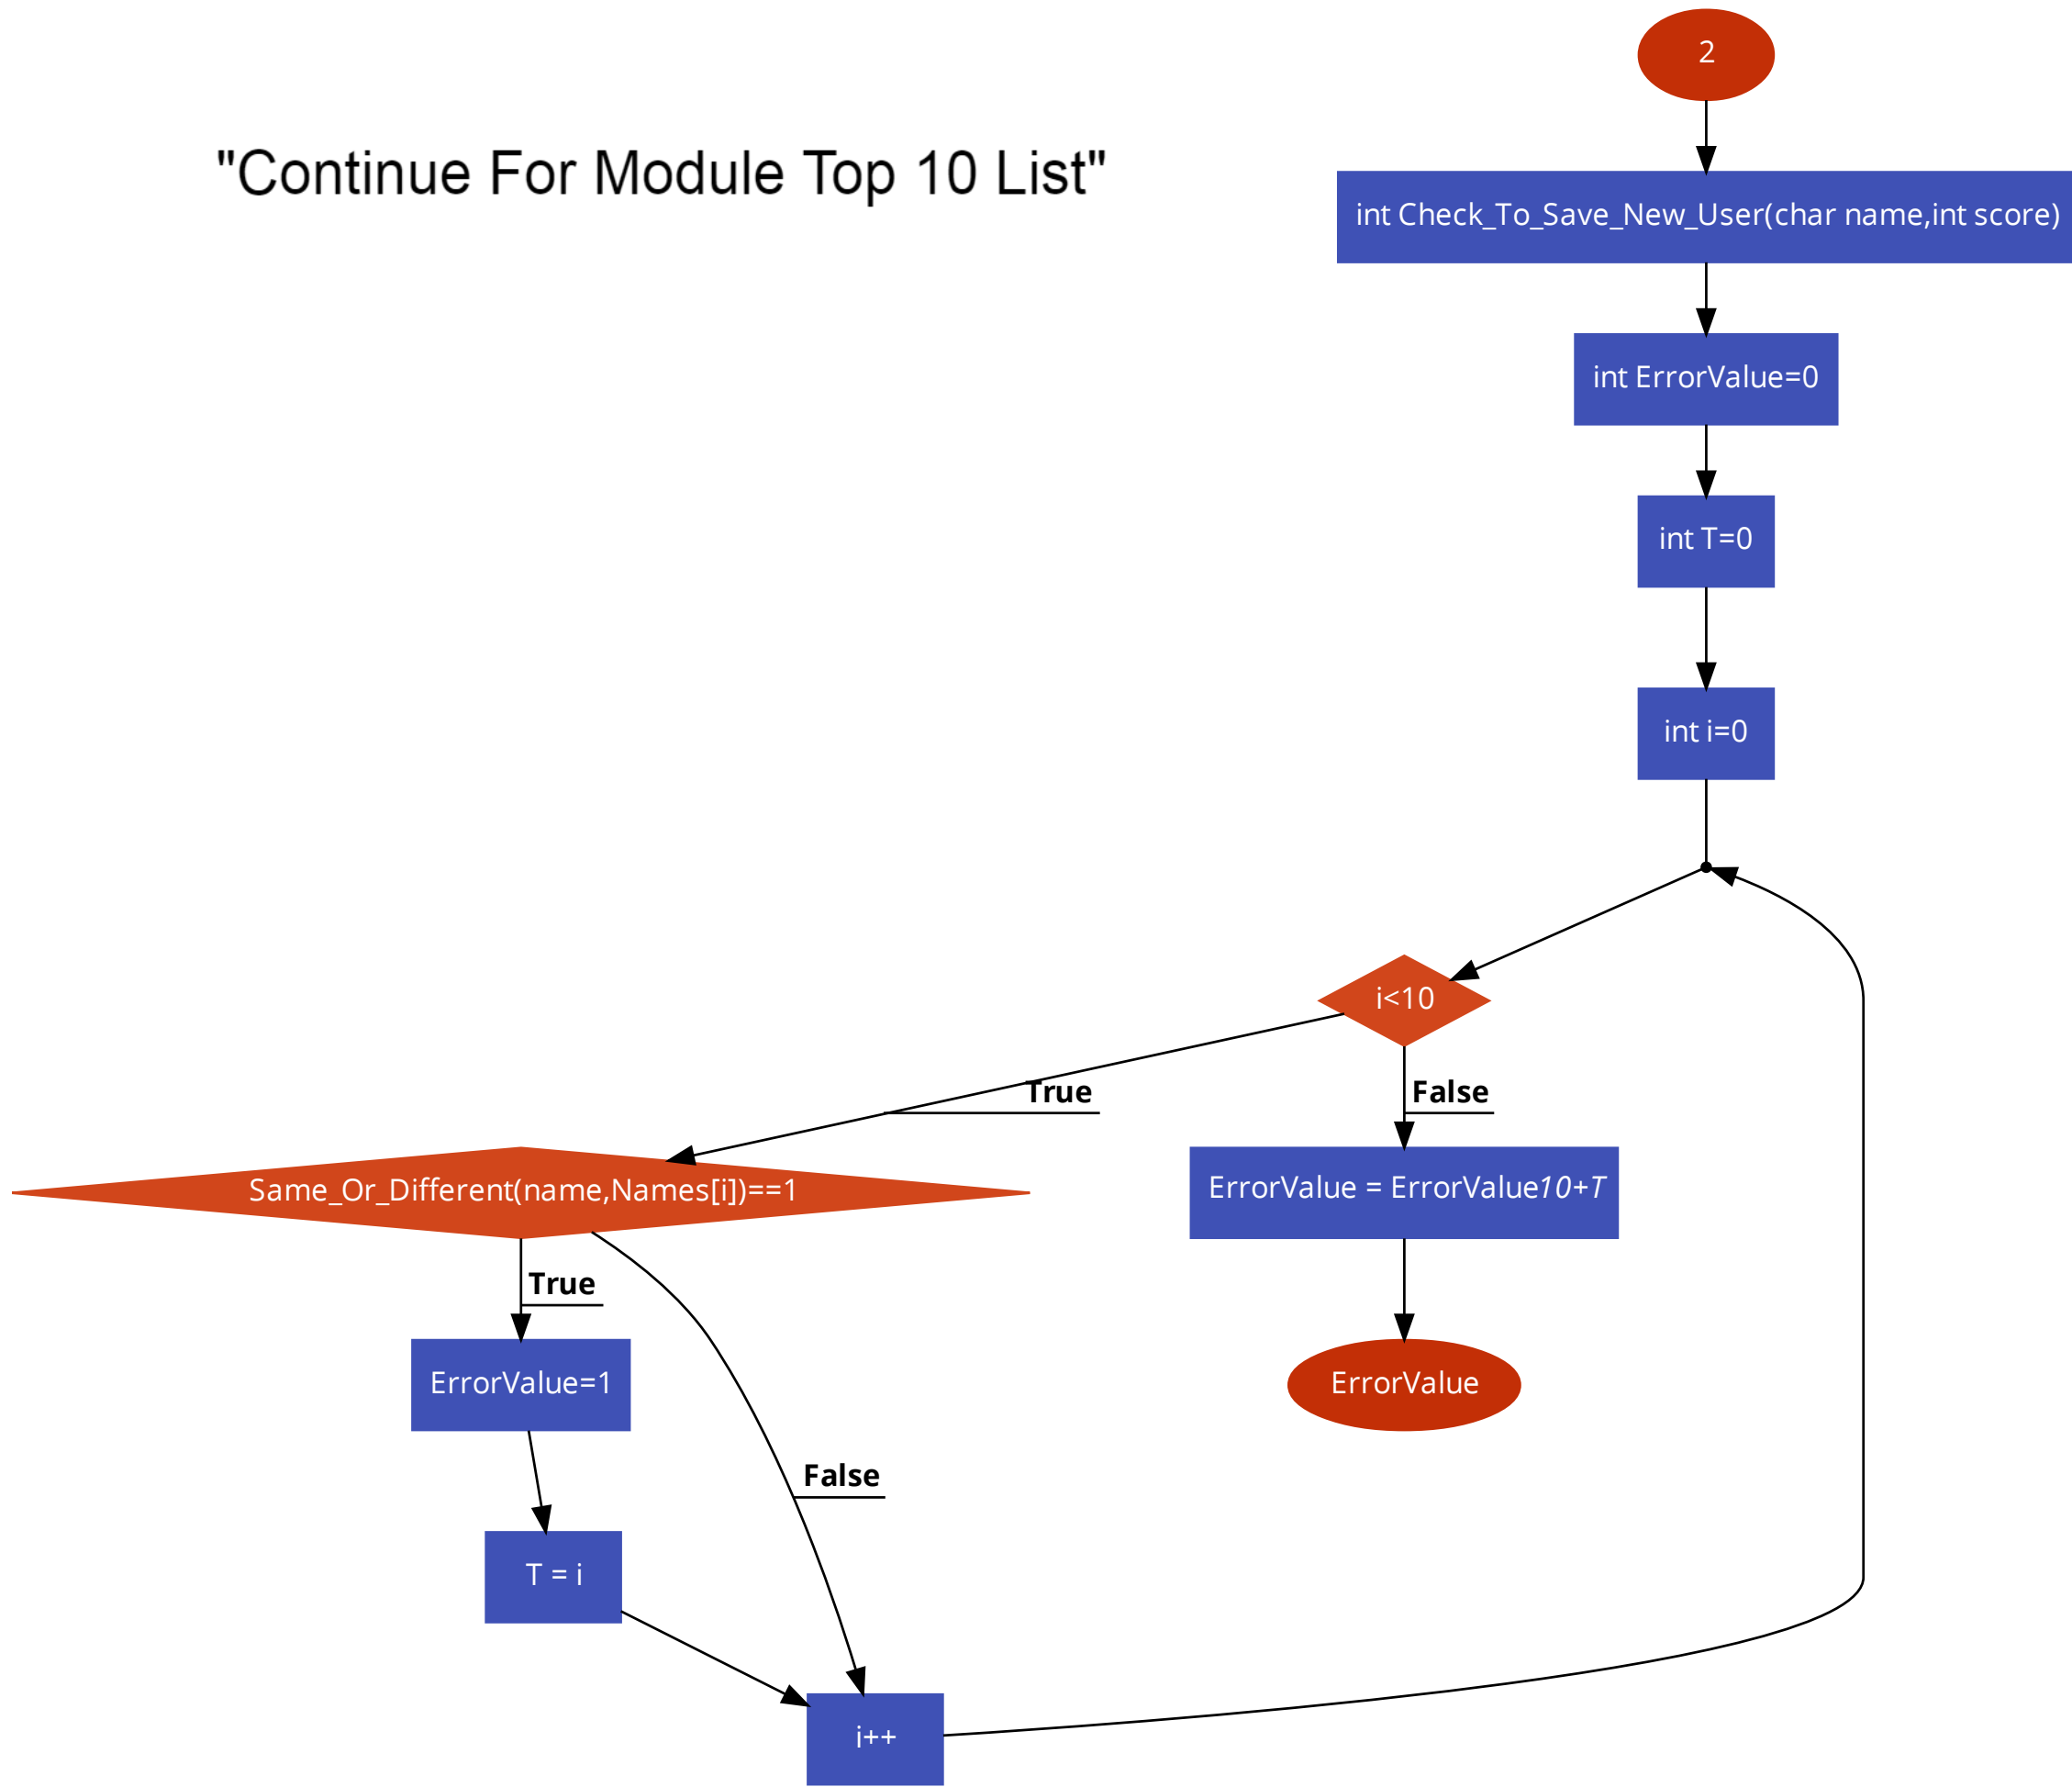 2
"Continue For Module Top 10 List"
int Check_To_Save_New_User(char name,int score)
int ErrorValue=0
int T=0
int i=0
i<10
True
False
Same_Or_Different(name,Names[i])==1
ErrorValue = ErrorValue10+T
True
ErrorValue=1
ErrorValue
False
T = i
i++